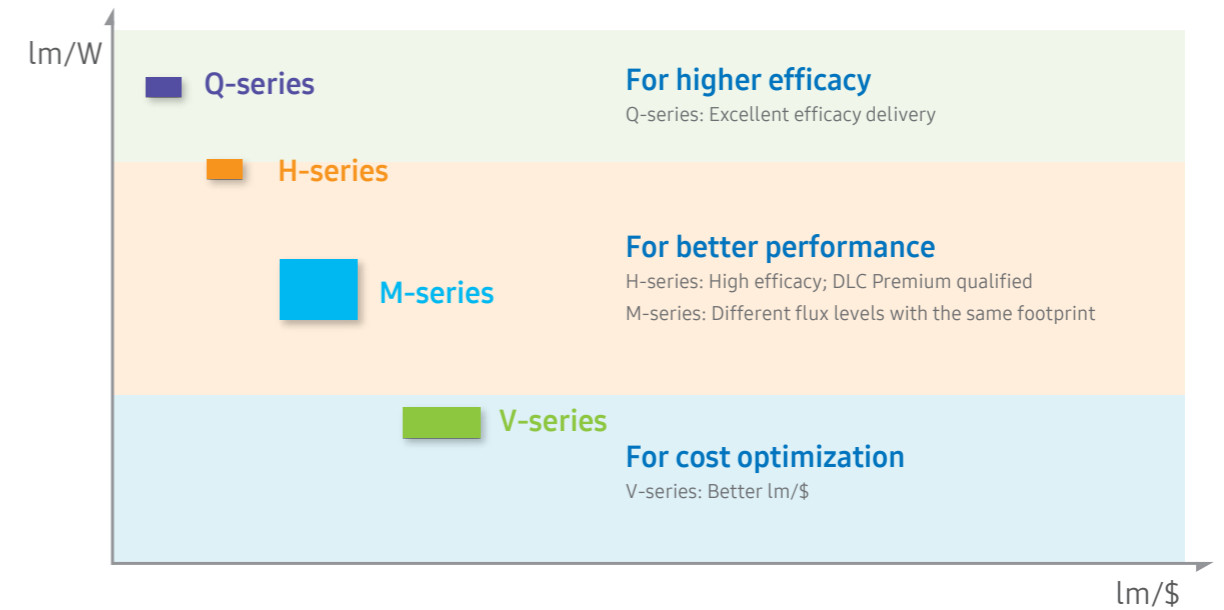 lm/W
Q-series
For higher efficacy
Q-series: Excellent efficacy delivery
H-series
For better performance
H-series: High efficacy; DLC Premium qualified
M-series
M-series: Different flux levels with the same footprint
V-series
For cost optimization
V-series: Better lm/$
lm/$